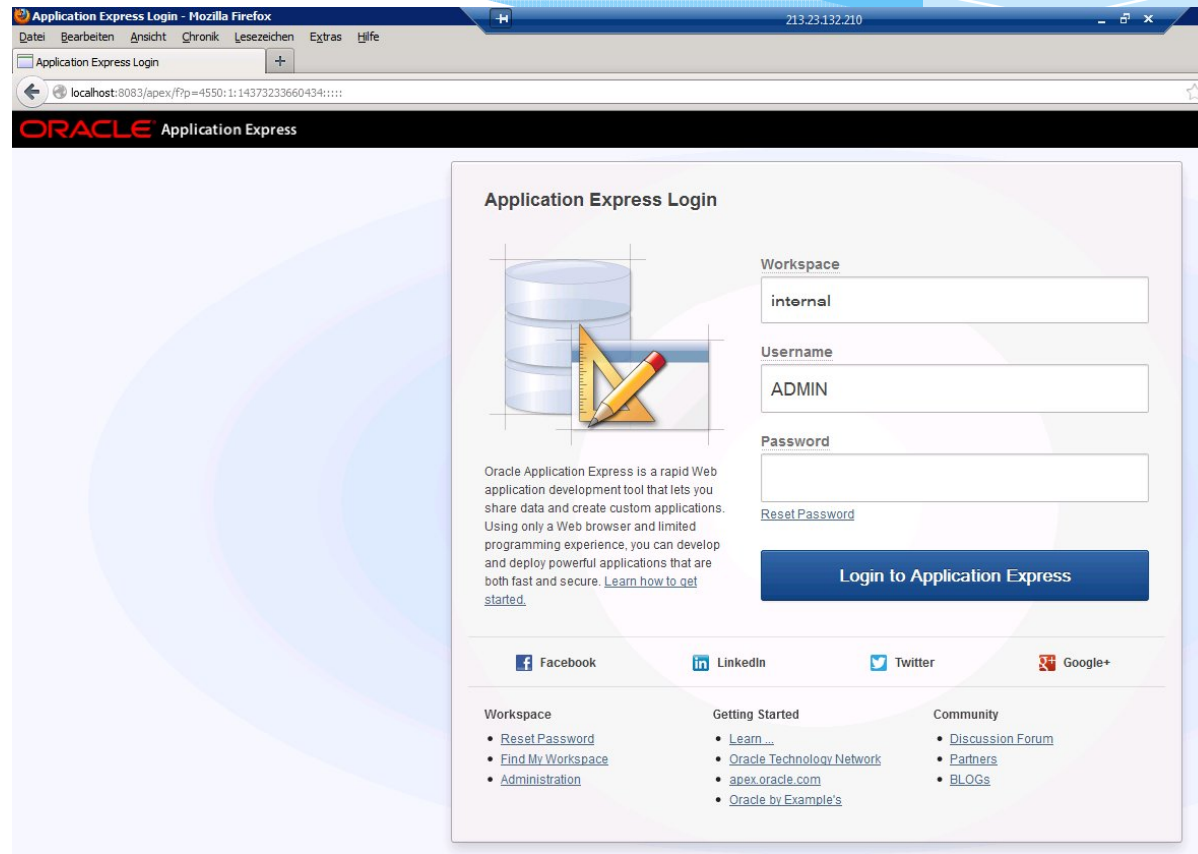 Application Express Login - Mozilla Firefox
213.23.132.210
Datei Bearbeiten Ansicht Chronik Lesezeichen Extras Hilfe
Application Express Login
localhost:8083/apex/f?p=4550:1:14373233660434:::::
ORACLE Application Express
Application Express Login
Workspace
internal
Username
ADMIN
Password
Reset Password
Login to Application Express
Oracle Application Express is a rapid Web
application development tool that lets you
share data and create custom applications.
Using only a Web browser and limited
programming experience, you can develop
and deploy powerful applications that are
both fast and secure. Learn how to get
started.
Facebook
LinkedIn
Twitter
Google+
Workspace
Reset Password
Find My Workspace
Administration
Getting Started
Learn ...
Oracle Technology Network
apex.oracle.com
Oracle by Example's
Community
Discussion Forum
Partners
BLOGs